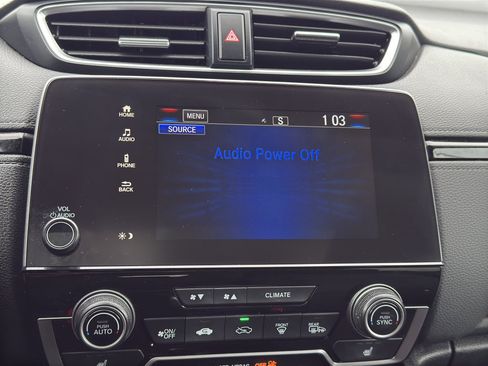 HOME
MENU
S
1 03
SOURCE
AUDIO
Audio Power Off
PHONE
BACK
VOL
AUDIO
CLIMATE
PUSH
AUTO
ON/
OFF
FRONT
REAR
PUSH
SYNC
OFF